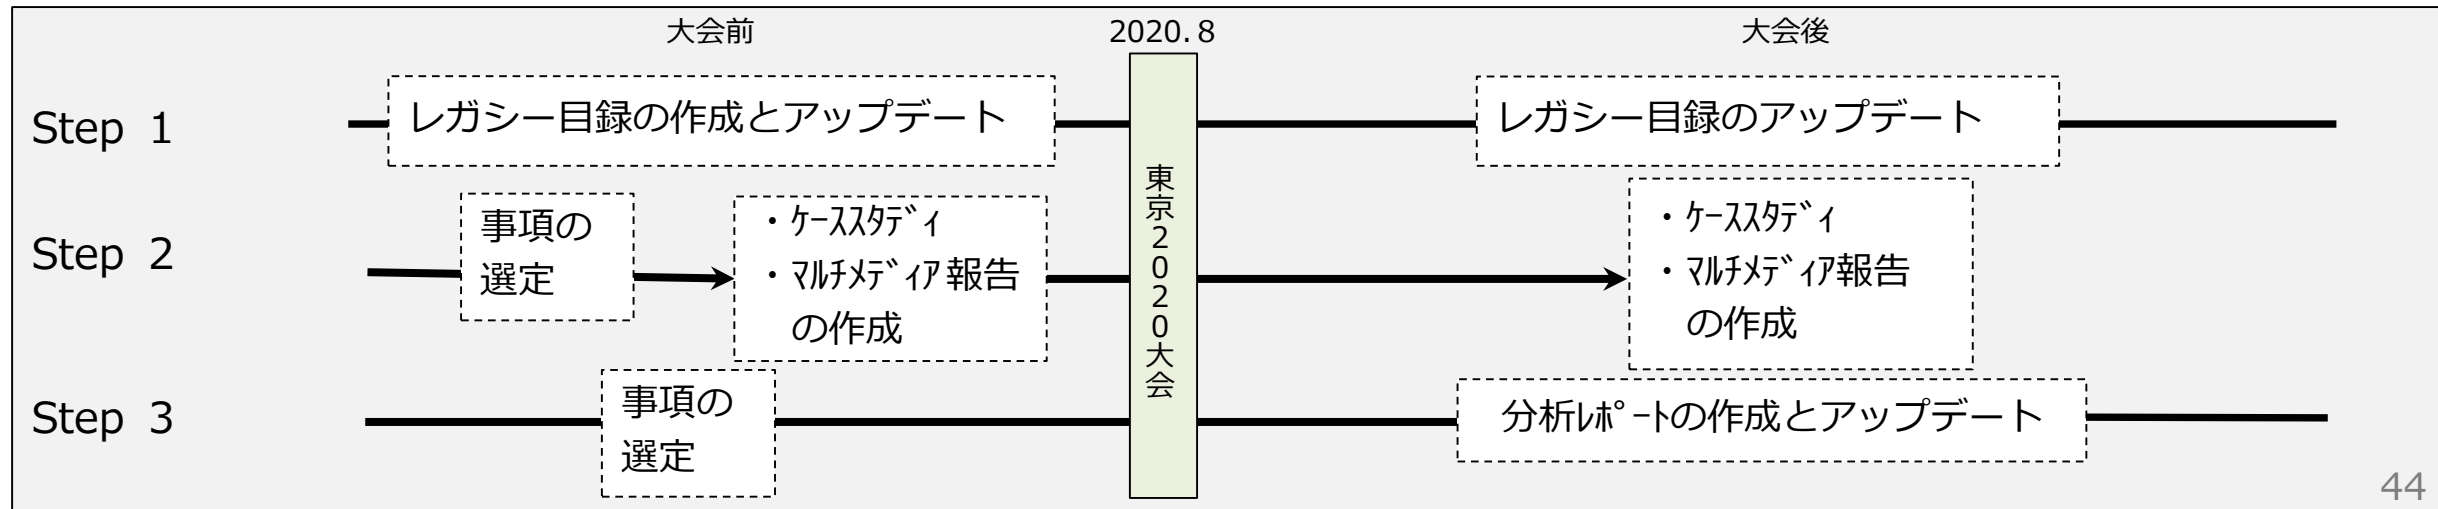 大会前
2020.8
大会後
Step 1
レガシー目録の作成とアップデート
レガシー目録のアップデート
Step 2
事項の
選定
・ｹｰｽｽﾀﾃﾞｨ
・ﾏﾙﾁﾒﾃﾞｨｱ報告
の作成
東京2020大会
・ｹｰｽｽﾀﾃﾞｨ
・ﾏﾙﾁﾒﾃﾞｨｱ報告
の作成
Step 3
事項の
選定
分析ﾚﾎﾟｰﾄの作成とアップデート
44